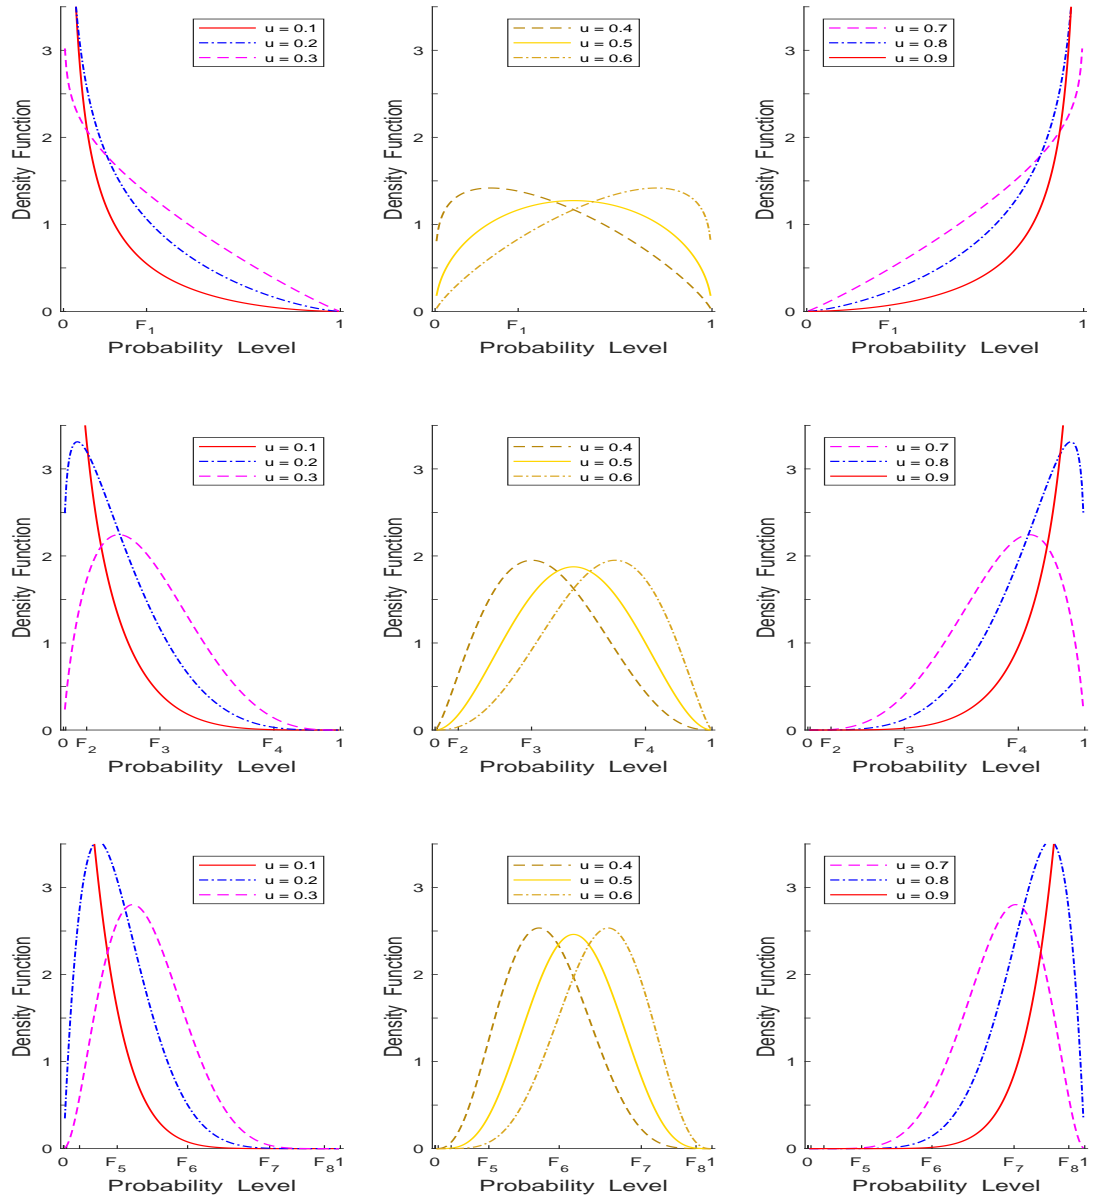 u = 0.1
u = 0.2
u = 0.3
Density Function
3
2
1
0
0 F1 1
Probability Level
u = 0.4
u = 0.5
u = 0.6
Density Function
3
2
1
0
0 F1 1
Probability Level
u = 0.7
u = 0.8
u = 0.9
Density Function
3
2
1
0
0 F1 1
Probability Level
u = 0.1
u = 0.2
u = 0.3
Density Function
3
2
1
0
0 F2 F3 F4 1
Probability Level
u = 0.4
u = 0.5
u = 0.6
Density Function
3
2
1
0
0 F2 F3 F4 1
Probability Level
u = 0.7
u = 0.8
u = 0.9
Density Function
3
2
1
0
0 F2 F3 F4 1
Probability Level
u = 0.1
u = 0.2
u = 0.3
Density Function
3
2
1
0
0 F5 F6 F7 F8 1
Probability Level
u = 0.4
u = 0.5
u = 0.6
Density Function
3
2
1
0
0 F5 F6 F7 F8 1
Probability Level
u = 0.7
u = 0.8
u = 0.9
Density Function
3
2
1
0
0 F5 F6 F7 F8 1
Probability Level